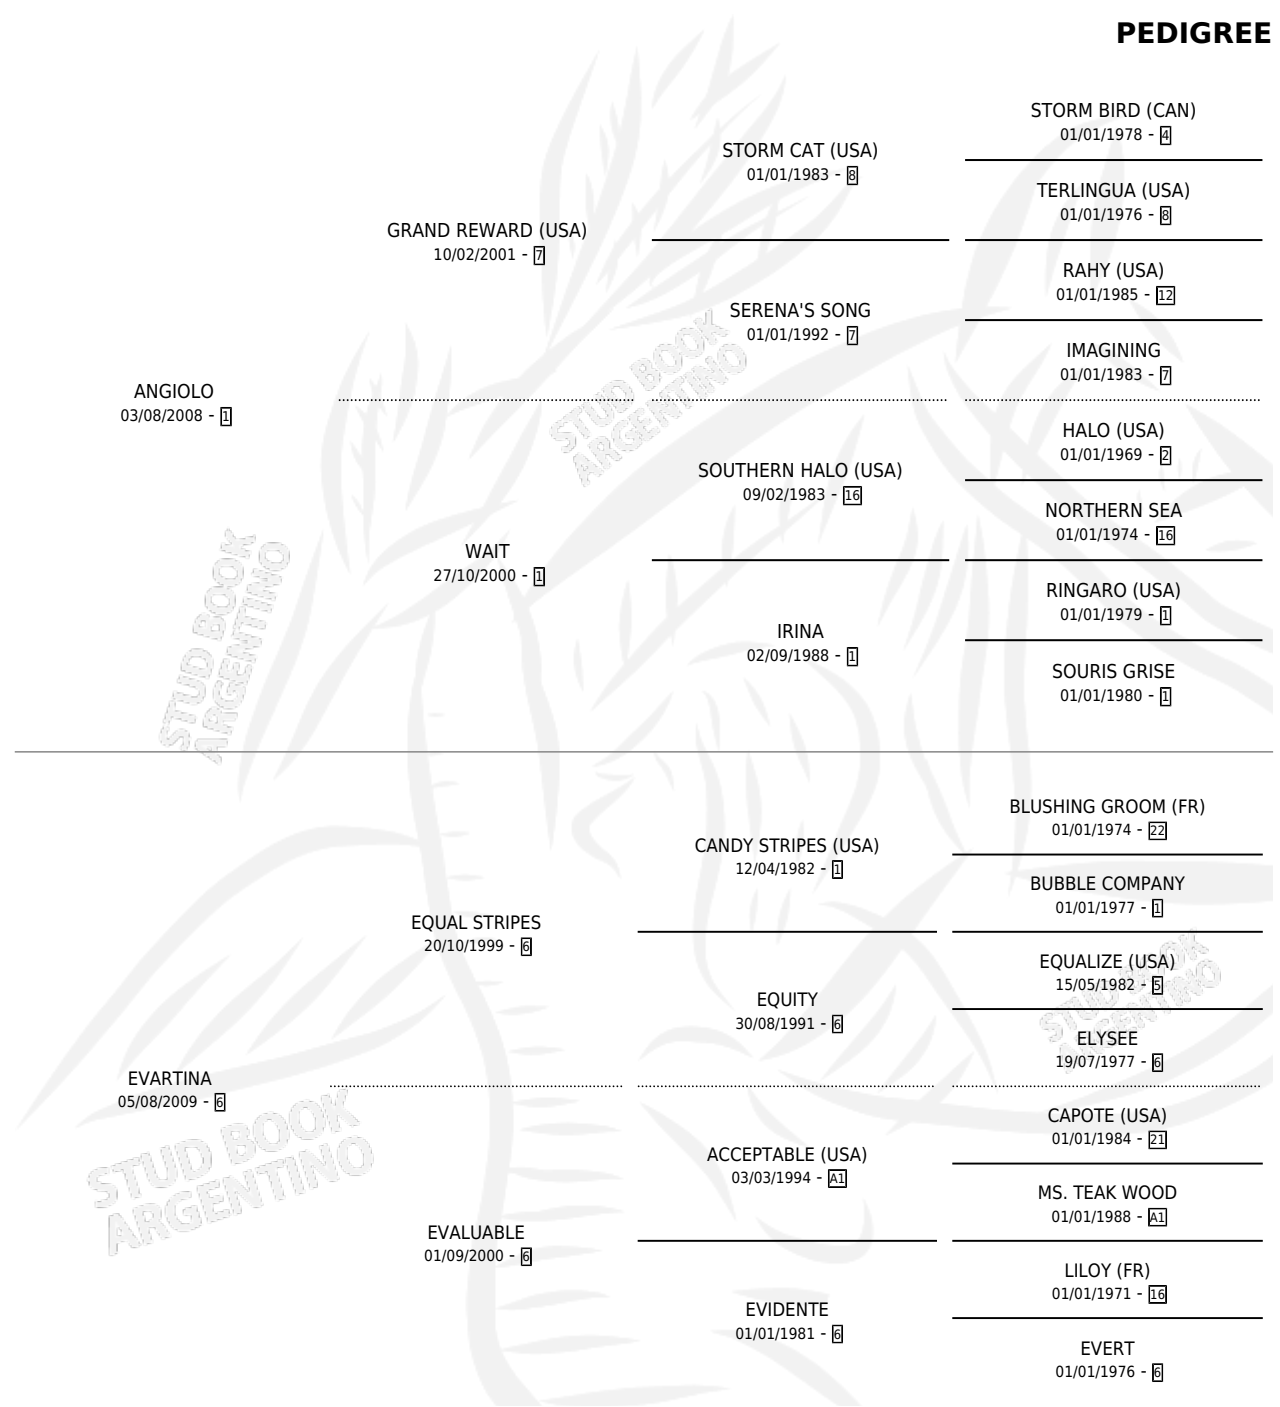 PEDIGREE
STORM BIRD (CAN)
01/01/1978 - 4
STORM CAT (USA)
01/01/1983 - 8
TERLINGUA (USA)
01/01/1976 - 8
GRAND REWARD (USA)
10/02/2001 - 7
RAHY (USA)
01/01/1985 - 12
SERENA'S SONG
01/01/1992 - 7
IMAGINING
01/01/1983 - 7
ANGIOLO
03/08/2008 - 1
HALO (USA)
01/01/1969 - 2
SOUTHERN HALO (USA)
09/02/1983 - 16
NORTHERN SEA
01/01/1974 - 16
WAIT
27/10/2000 - 1
RINGARO (USA)
01/01/1979 - 1
IRINA
02/09/1988 - 1
SOURIS GRISE
01/01/1980 - 1
BLUSHING GROOM (FR)
01/01/1974 - 22
CANDY STRIPES (USA)
12/04/1982 - 1
BUBBLE COMPANY
01/01/1977 - 1
EQUAL STRIPES
20/10/1999 - 6
EQUALIZE (USA)
15/05/1982 - 5
EQUITY
30/08/1991 - 6
ELYSEE
19/07/1977 - 6
EVARTINA
05/08/2009 - 6
CAPOTE (USA)
01/01/1984 - 21
ACCEPTABLE (USA)
03/03/1994 - A1
MS. TEAK WOOD
01/01/1988 - A1
EVALUABLE
01/09/2000 - 6
LILOY (FR)
01/01/1971 - 16
EVIDENTE
01/01/1981 - 6
EVERT
01/01/1976 - 6
STUD BOOK
ARGENTINO
STUD BOOK
ARGENTINO
STUD BOOK
ARGENTINO
STUD BOOK
ARGENTINO